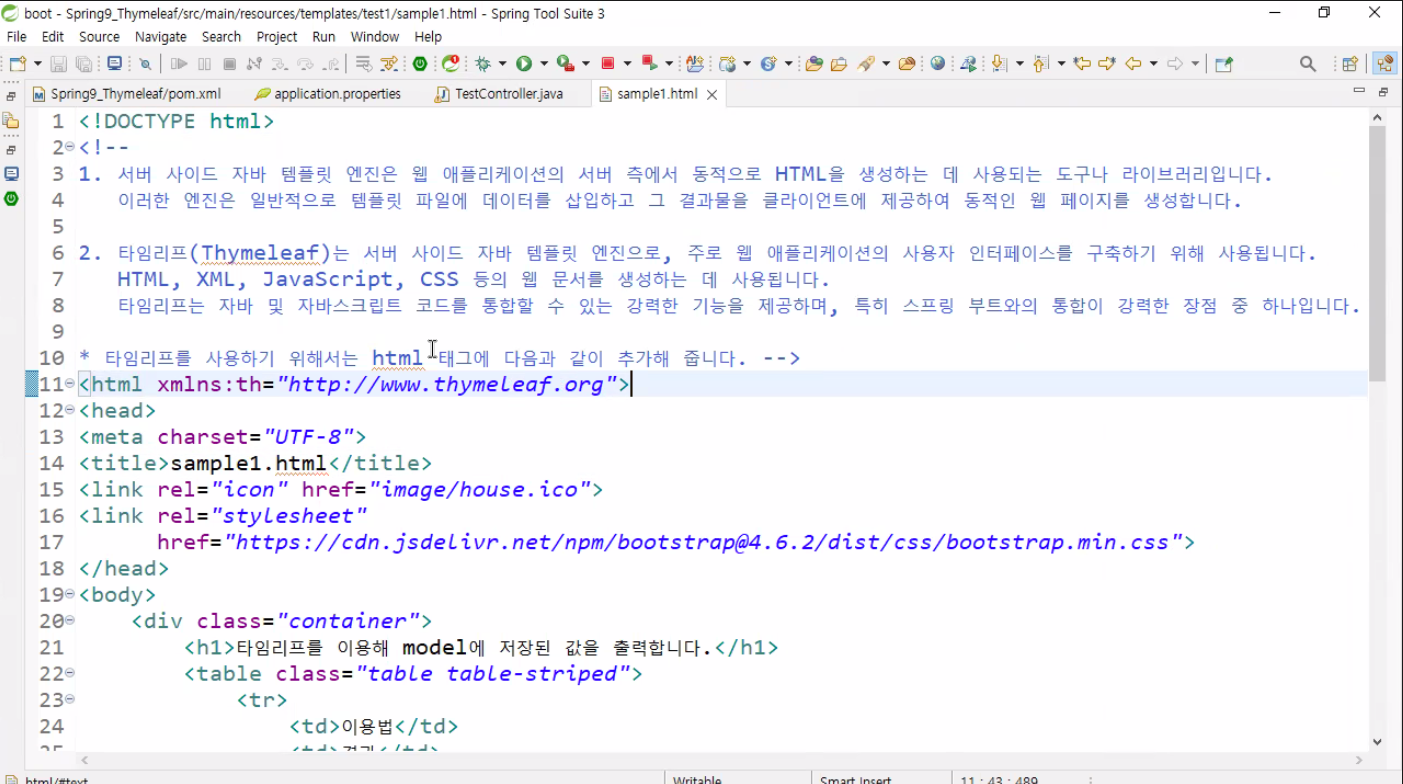 boot - Spring9_Thymeleaf/src/main/resources/templates/test1/sample1.html - Spring Tool Suite 3
File Edit Source Navigate Search Project Run Window Help
Spring9_Thymeleaf/pom.xml application.properties TestController.java sample1.html
1 <!DOCTYPE html>
2 <!--
3 1. 서버 사이드 자바 템플릿 엔진은 웹 애플리케이션의 서버 측에서 동적으로 HTML을 생성하는 데 사용되는 도구나 라이브러리입니다.
4 이러한 엔진은 일반적으로 템플릿 파일에 데이터를 삽입하고 그 결과물을 클라이언트에 제공하여 동적인 웹 페이지를 생성합니다.
5
6 2. 타임리프(Thymeleaf)는 서버 사이드 자바 템플릿 엔진으로, 주로 웹 애플리케이션의 사용자 인터페이스를 구축하기 위해 사용됩니다.
7 HTML, XML, JavaScript, CSS 등의 웹 문서를 생성하는 데 사용됩니다.
8 타임리프는 자바 및 자바스크립트 코드를 통합할 수 있는 강력한 기능을 제공하며, 특히 스프링 부트와의 통합이 강력한 장점 중 하나입니다.
9
10 * 타임리프를 사용하기 위해서는 html 태그에 다음과 같이 추가해 줍니다. -->
11 <html xmlns:th="http://www.thymeleaf.org">
12 <head>
13 <meta charset="UTF-8">
14 <title>sample1.html</title>
15 <link rel="icon" href="image/house.ico">
16 <link rel="stylesheet"
17 href="https://cdn.jsdelivr.net/npm/bootstrap@4.6.2/dist/css/bootstrap.min.css">
18 </head>
19 <body>
20 <div class="container">
21 <h1>타임리프를 이용해 model에 저장된 값을 출력합니다.</h1>
22 <table class="table table-striped">
23 <tr>
24 <td>이용법</td>
25 <td>결과</td>
html/#text Writable Smart Insert 11 : 43 : 489